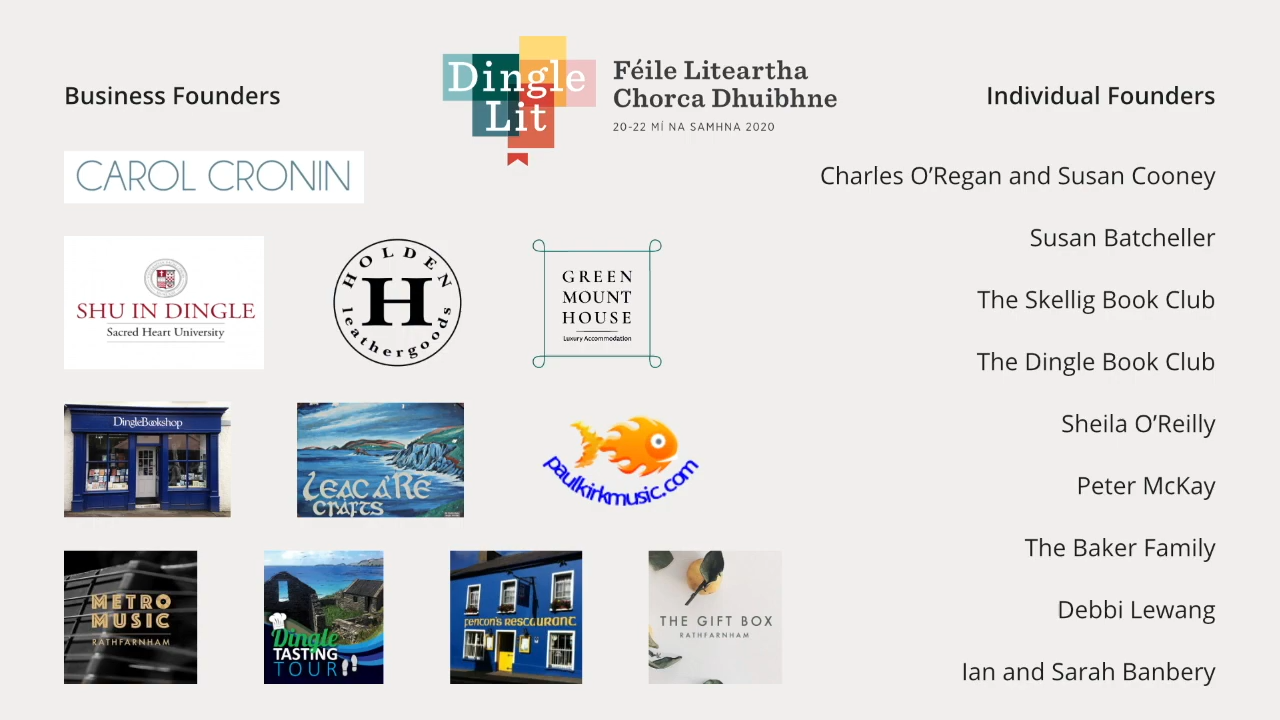 Business Founders
Dingle
Lit
Féile Liteartha
Chorca Dhuibhne
20-22 MÍ NA SAMHNA 2020
Individual Founders
CAROL CRONIN
SHU IN DINGLE
Sacred Heart University
HOLDEN
H
leathergoods
GREEN
MOUNT
HOUSE
Luxury Accommodation
DingleBookshop
LEAC A'RÉ
CRAFTS
paulkirkmusic.com
METRO
MUSIC
RATHFARNHAM
Dingle
TASTING
TOUR
FENTON'S RESTAURANT
THE GIFT BOX
RATHFARNHAM
Charles O’Regan and Susan Cooney
Susan Batcheller
The Skellig Book Club
The Dingle Book Club
Sheila O’Reilly
Peter McKay
The Baker Family
Debbi Lewang
Ian and Sarah Banbery